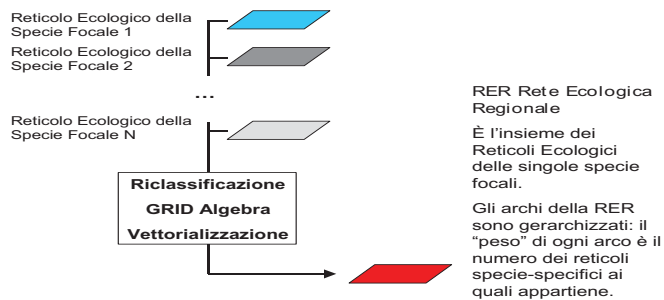 Reticolo Ecologico della
Specie Focale 1
Reticolo Ecologico della
Specie Focale 2
...
Reticolo Ecologico della
Specie Focale N
Riclassificazione
GRID Algebra
Vettorializzazione
RER Rete Ecologica
Regionale
È l'insieme dei
Reticoli Ecologici
delle singole specie
focali.
Gli archi della RER
sono gerarchizzati: il
“peso” di ogni arco è il
numero dei reticoli
specie-specifici ai
quali appartiene.